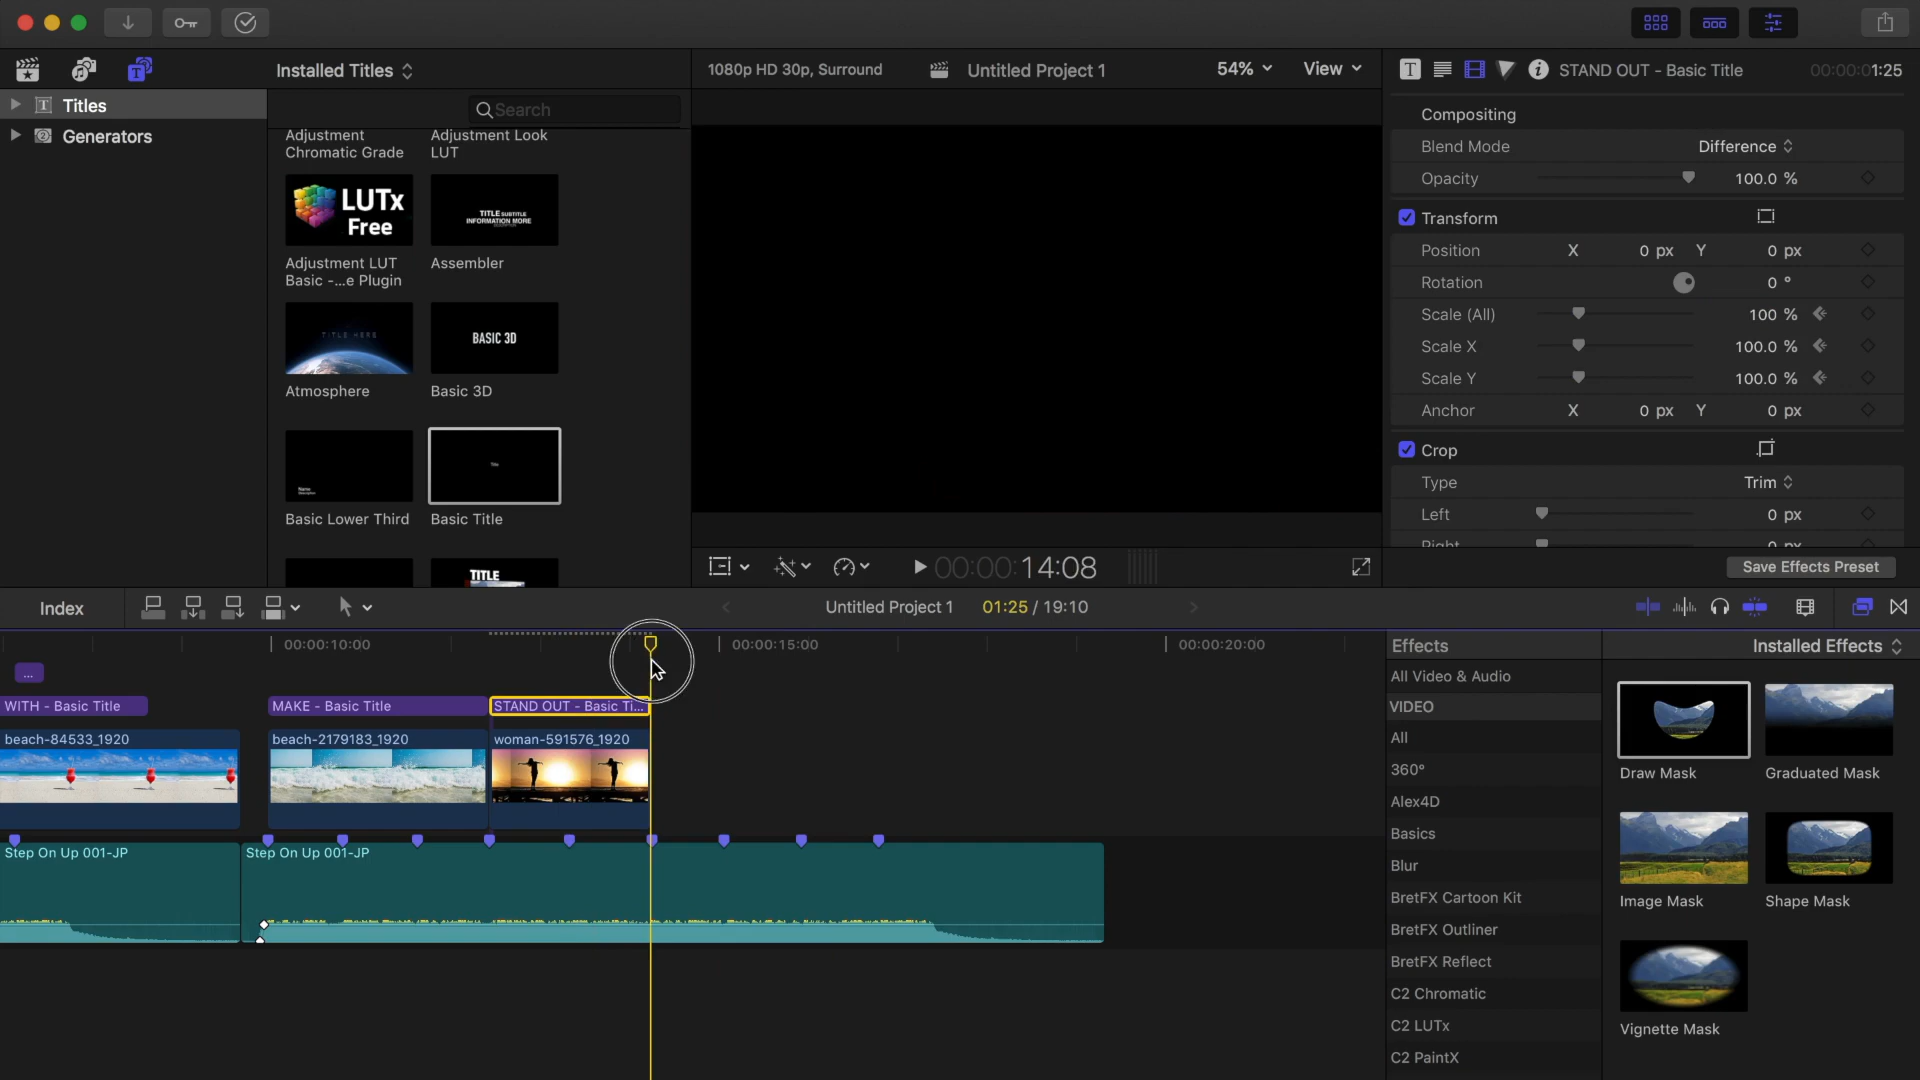 Installed Titles
1080p HD 30p, Surround
Untitled Project 1
54%
View
STAND OUT - Basic Title
00:00:01:25
Titles
Generators
Search
Adjustment
Chromatic Grade
Adjustment Look
LUT
LUTx
Free
TITLE SUBTITLE
INFORMATION MORE
Adjustment LUT
Basic -...e Plugin
Assembler
TITLE HERE
BASIC 3D
Atmosphere
Basic 3D
Name
Description
Title
Basic Lower Third
Basic Title
TITLE
00:00:14:08
Compositing
Blend Mode
Difference
Opacity
100.0 %
Transform
Position
X
0 px
Y
0 px
Rotation
0 °
Scale (All)
100 %
Scale X
100.0 %
Scale Y
100.0 %
Anchor
X
0 px
Y
0 px
Crop
Type
Trim
Left
0 px
Right
0 px
Save Effects Preset
Index
Untitled Project 1
01:25 / 19:10
00:00:10:00
00:00:15:00
00:00:20:00
...
WITH - Basic Title
MAKE - Basic Title
STAND OUT - Basic Ti...
beach-84533_1920
beach-2179183_1920
woman-591576_1920
Step On Up 001-JP
Step On Up 001-JP
Effects
Installed Effects
All Video & Audio
VIDEO
All
360°
Alex4D
Basics
Blur
BretFX Cartoon Kit
BretFX Outliner
BretFX Reflect
C2 Chromatic
C2 LUTx
C2 PaintX
Draw Mask
Graduated Mask
Image Mask
Shape Mask
Vignette Mask